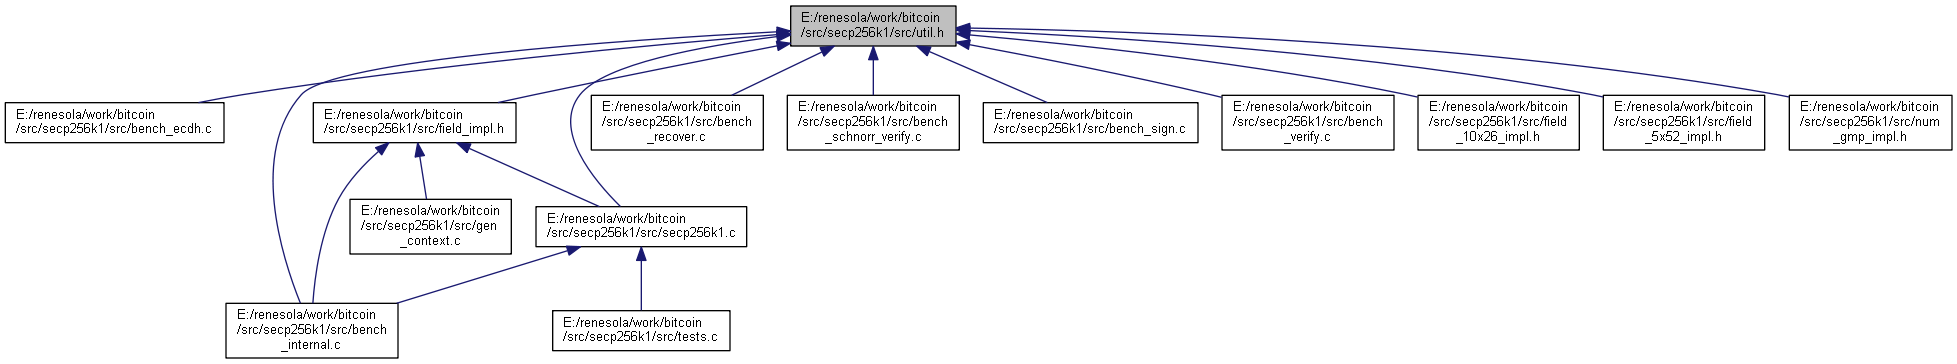 E:/renesola/work/bitcoin
/src/secp256k1/src/util.h
E:/renesola/work/bitcoin
/src/secp256k1/src/bench_ecdh.c
E:/renesola/work/bitcoin
/src/secp256k1/src/field_impl.h
E:/renesola/work/bitcoin
/src/secp256k1/src/bench
_recover.c
E:/renesola/work/bitcoin
/src/secp256k1/src/bench
_schnorr_verify.c
E:/renesola/work/bitcoin
/src/secp256k1/src/bench_sign.c
E:/renesola/work/bitcoin
/src/secp256k1/src/bench
_verify.c
E:/renesola/work/bitcoin
/src/secp256k1/src/field
_10x26_impl.h
E:/renesola/work/bitcoin
/src/secp256k1/src/field
_5x52_impl.h
E:/renesola/work/bitcoin
/src/secp256k1/src/num
_gmp_impl.h
E:/renesola/work/bitcoin
/src/secp256k1/src/gen
_context.c
E:/renesola/work/bitcoin
/src/secp256k1/src/secp256k1.c
E:/renesola/work/bitcoin
/src/secp256k1/src/bench
_internal.c
E:/renesola/work/bitcoin
/src/secp256k1/src/tests.c